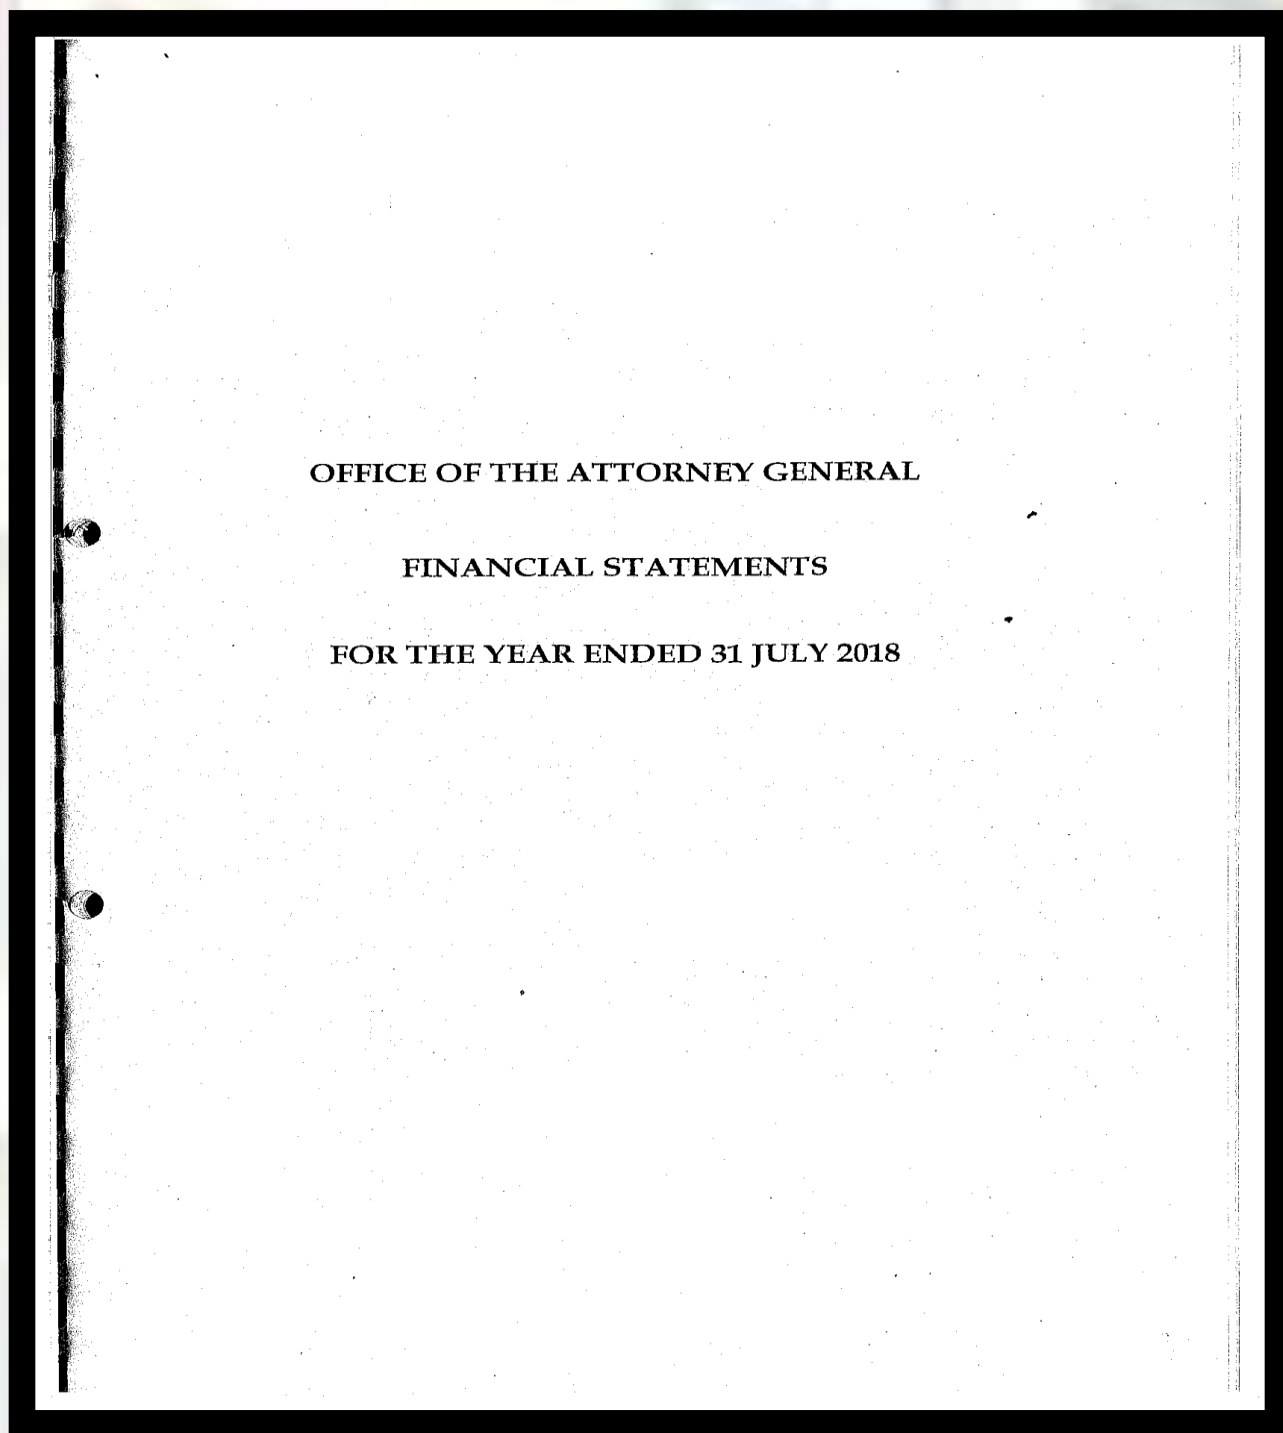 OFFICE OF THE ATTORNEY GENERAL
FINANCIAL STATEMENTS
FOR THE YEAR ENDED 31 JULY 2018